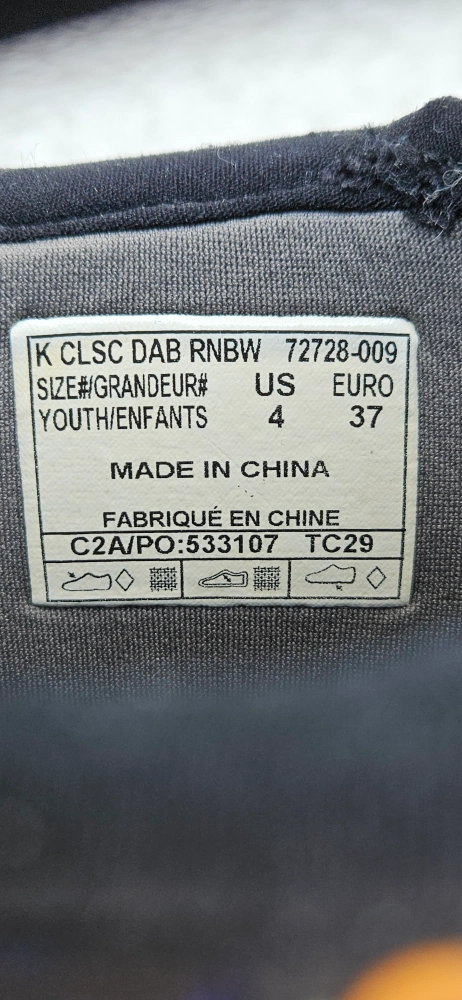 K CLSC DAB RNBW 72728-009
SIZE#/GRANDEUR# US EURO
YOUTH/ENFANTS 4 37
MADE IN CHINA
FABRIQUÉ EN CHINE
C2A/PO:533107 TC29